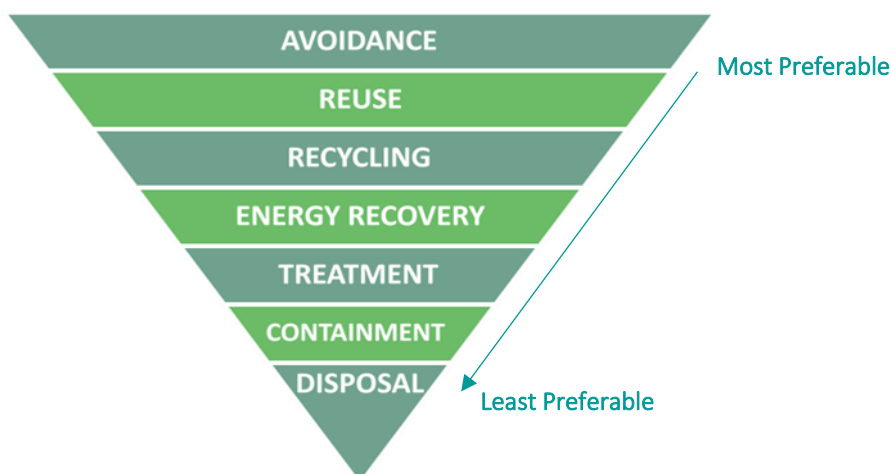 AVOIDANCE
Most Preferable
REUSE
RECYCLING
ENERGY RECOVERY
TREATMENT
CONTAINMENT
DISPOSAL
Least Preferable